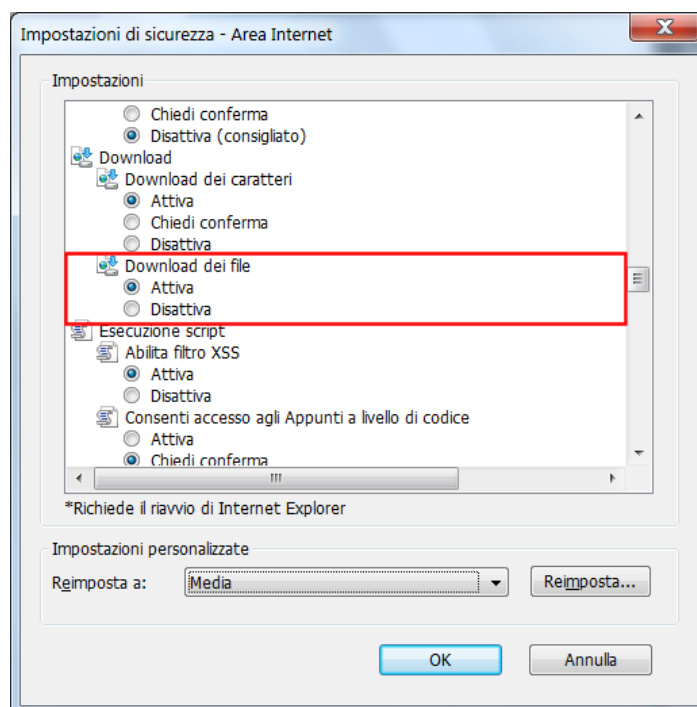 Impostazioni di sicurezza - Area Internet
Impostazioni
Chiedi conferma
Disattiva (consigliato)
Download
Download dei caratteri
Attiva
Chiedi conferma
Disattiva
Download dei file
Attiva
Disattiva
Esecuzione script
Abilita filtro XSS
Attiva
Disattiva
Consenti accesso agli Appunti a livello di codice
Attiva
Chiedi conferma
*Richiede il riavvio di Internet Explorer
Impostazioni personalizzate
Reimposta a: Media Reimposta...
OK Annulla